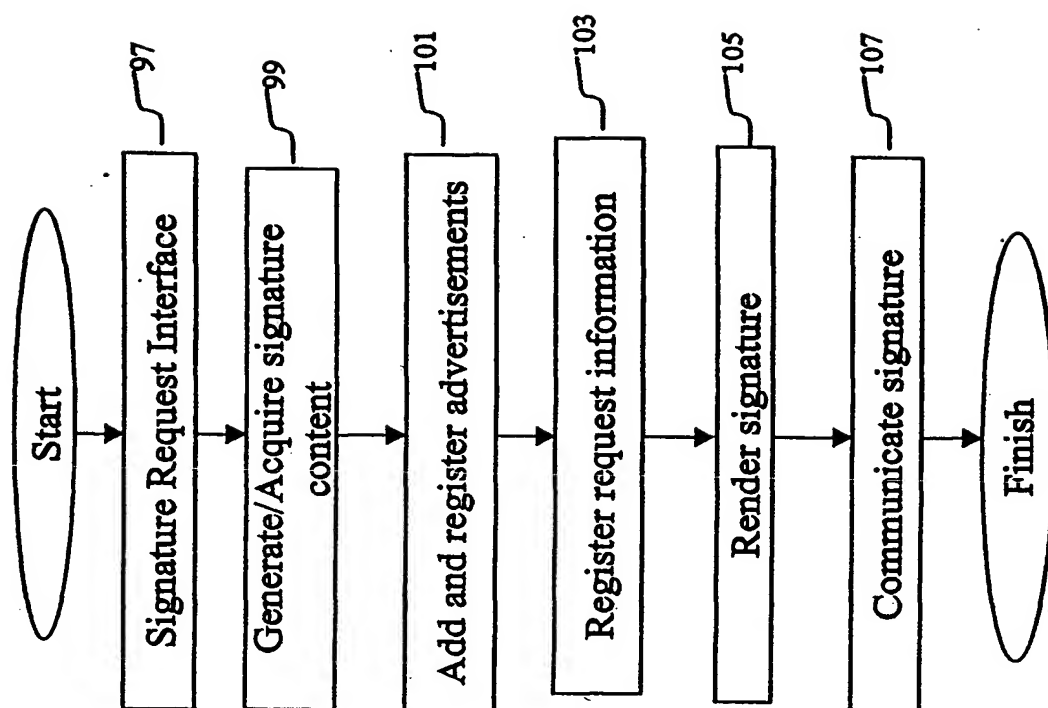 Start
Signature Request Interface
97
Generate/Acquire signature
content
99
Add and register advertisements
101
Register request information
103
Render signature
105
Communicate signature
107
Finish